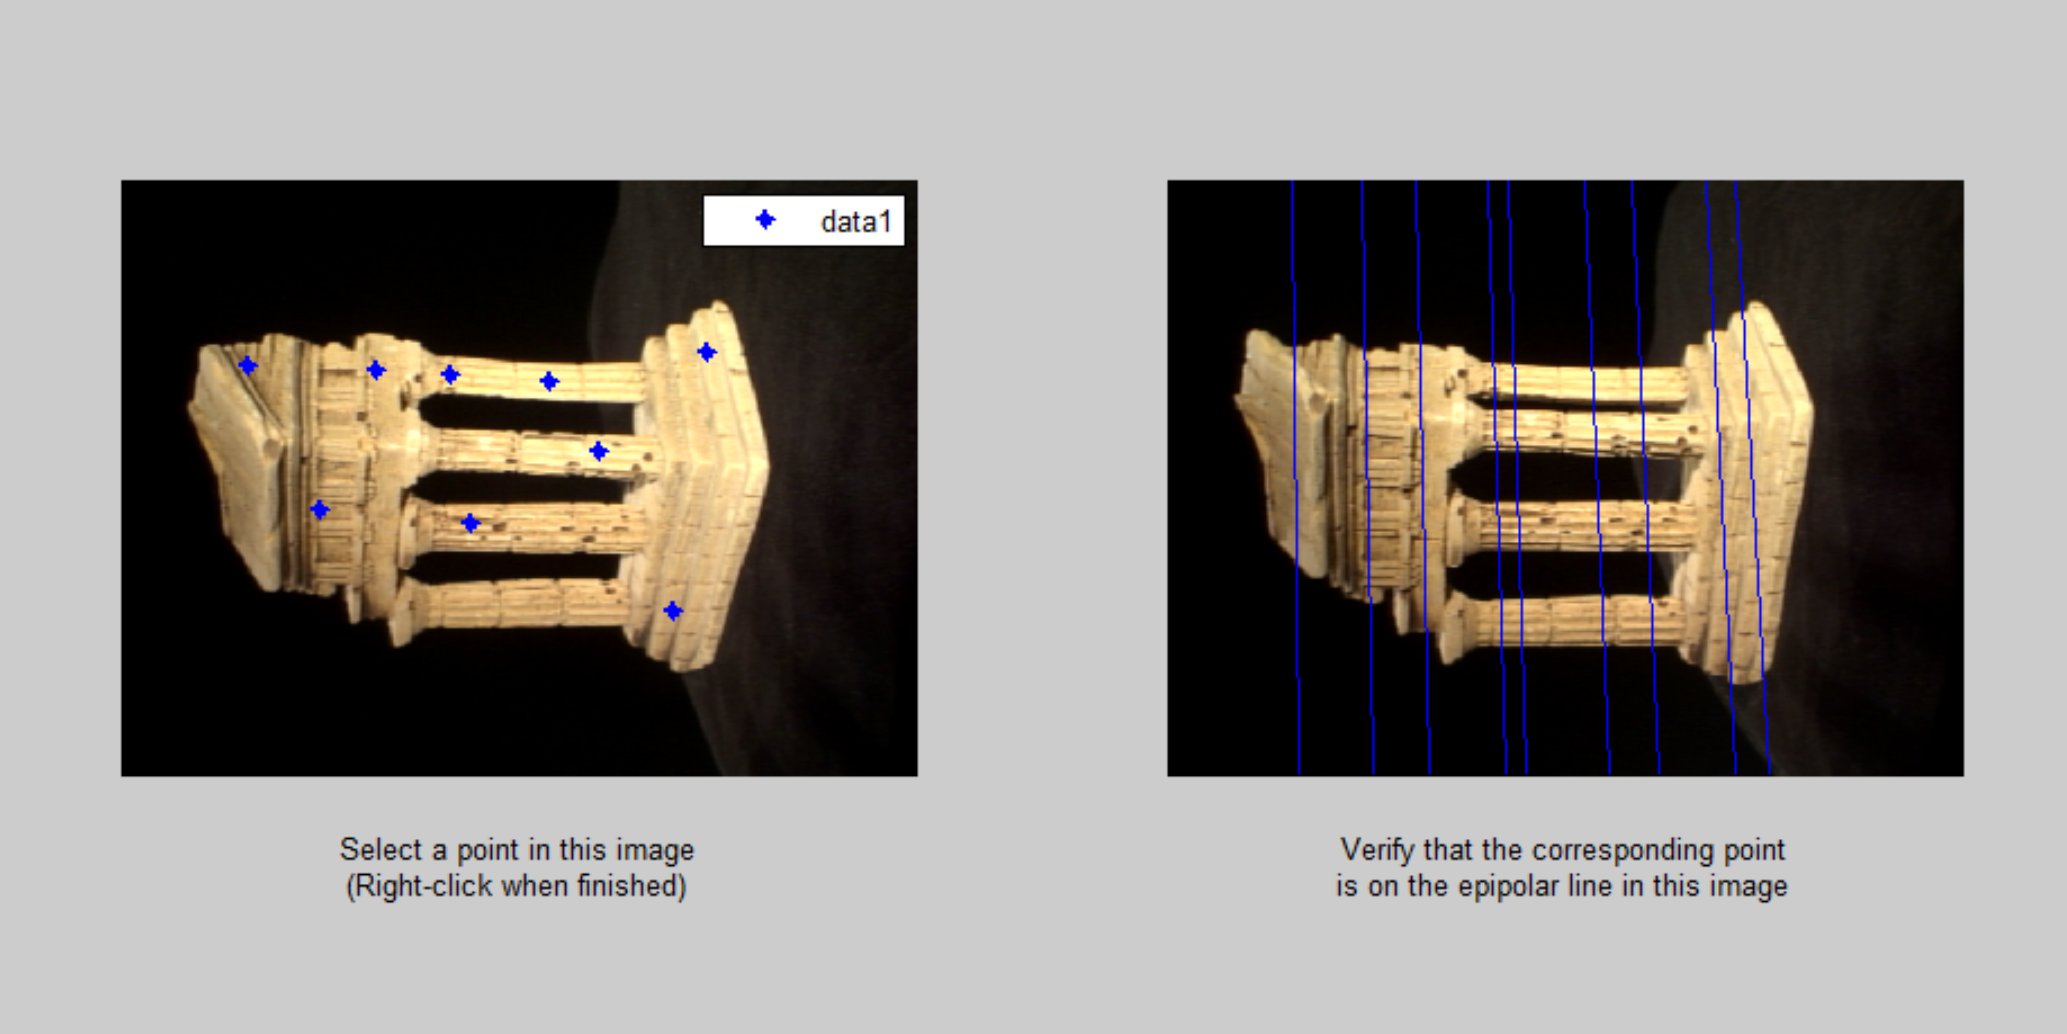 data1
Select a point in this image
(Right-click when finished)
Verify that the corresponding point
is on the epipolar line in this image